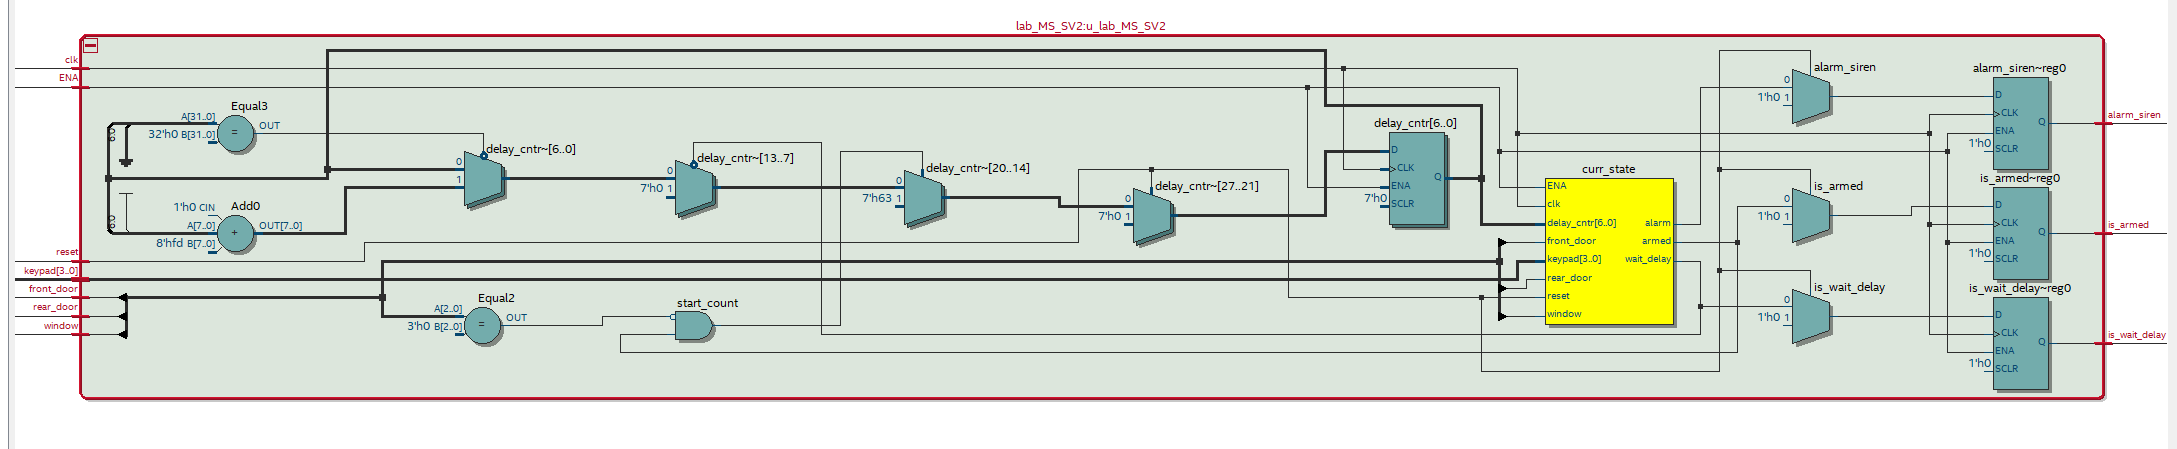 lab_MS_SV2:u_lab_MS_SV2
clk
ENA
reset
keypad[3..0]
front_door
rear_door
window
Equal3
A[31..0]
32'h0 B[31..0]
=
OUT
6:0
Add0
1'h0 CIN
A[7..0]
8'hfd B[7..0]
+
OUT[7..0]
6:0
delay_cntr~[6..0]
0
1
delay_cntr~[13..7]
0
7'h0 1
delay_cntr~[20..14]
0
7'h63 1
delay_cntr~[27..21]
0
7'h0 1
Equal2
A[2..0]
3'h0 B[2..0]
=
OUT
start_count
delay_cntr[6..0]
D
CLK
ENA
7'h0 SCLR
Q
curr_state
ENA
clk
delay_cntr[6..0]
front_door
keypad[3..0]
rear_door
reset
window
alarm
armed
wait_delay
alarm_siren
0
1'h0 1
is_armed
0
1'h0 1
is_wait_delay
0
1'h0 1
alarm_siren~reg0
D
CLK
ENA
1'h0 SCLR
Q
is_armed~reg0
D
CLK
ENA
1'h0 SCLR
Q
is_wait_delay~reg0
D
CLK
ENA
1'h0 SCLR
Q
alarm_siren
is_armed
is_wait_delay